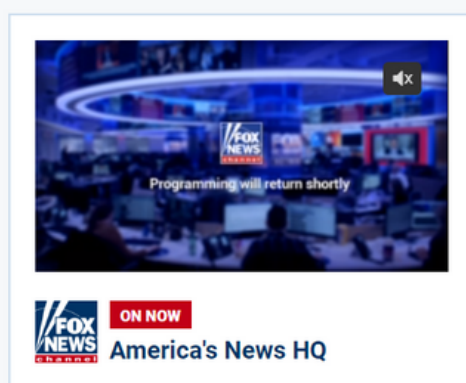 FOX
NEWS
channel
Programming will return shortly
FOX
NEWS
channel
ON NOW
America's News HQ